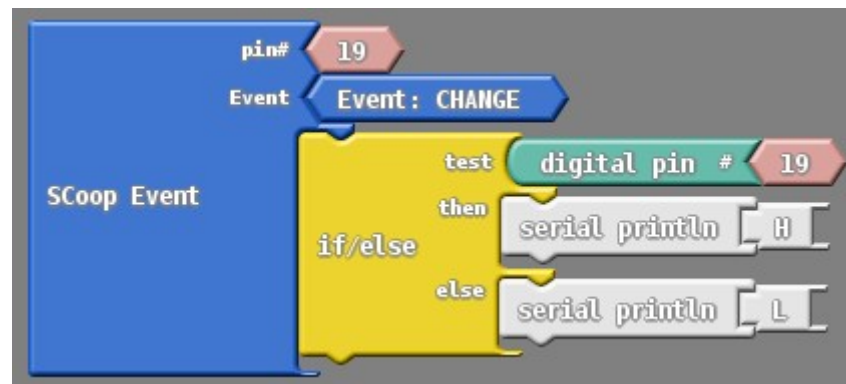 pin# 19
Event Event: CHANGE
test digital pin # 19
SCoop Event
then
serial println H
if/else
else
serial println L